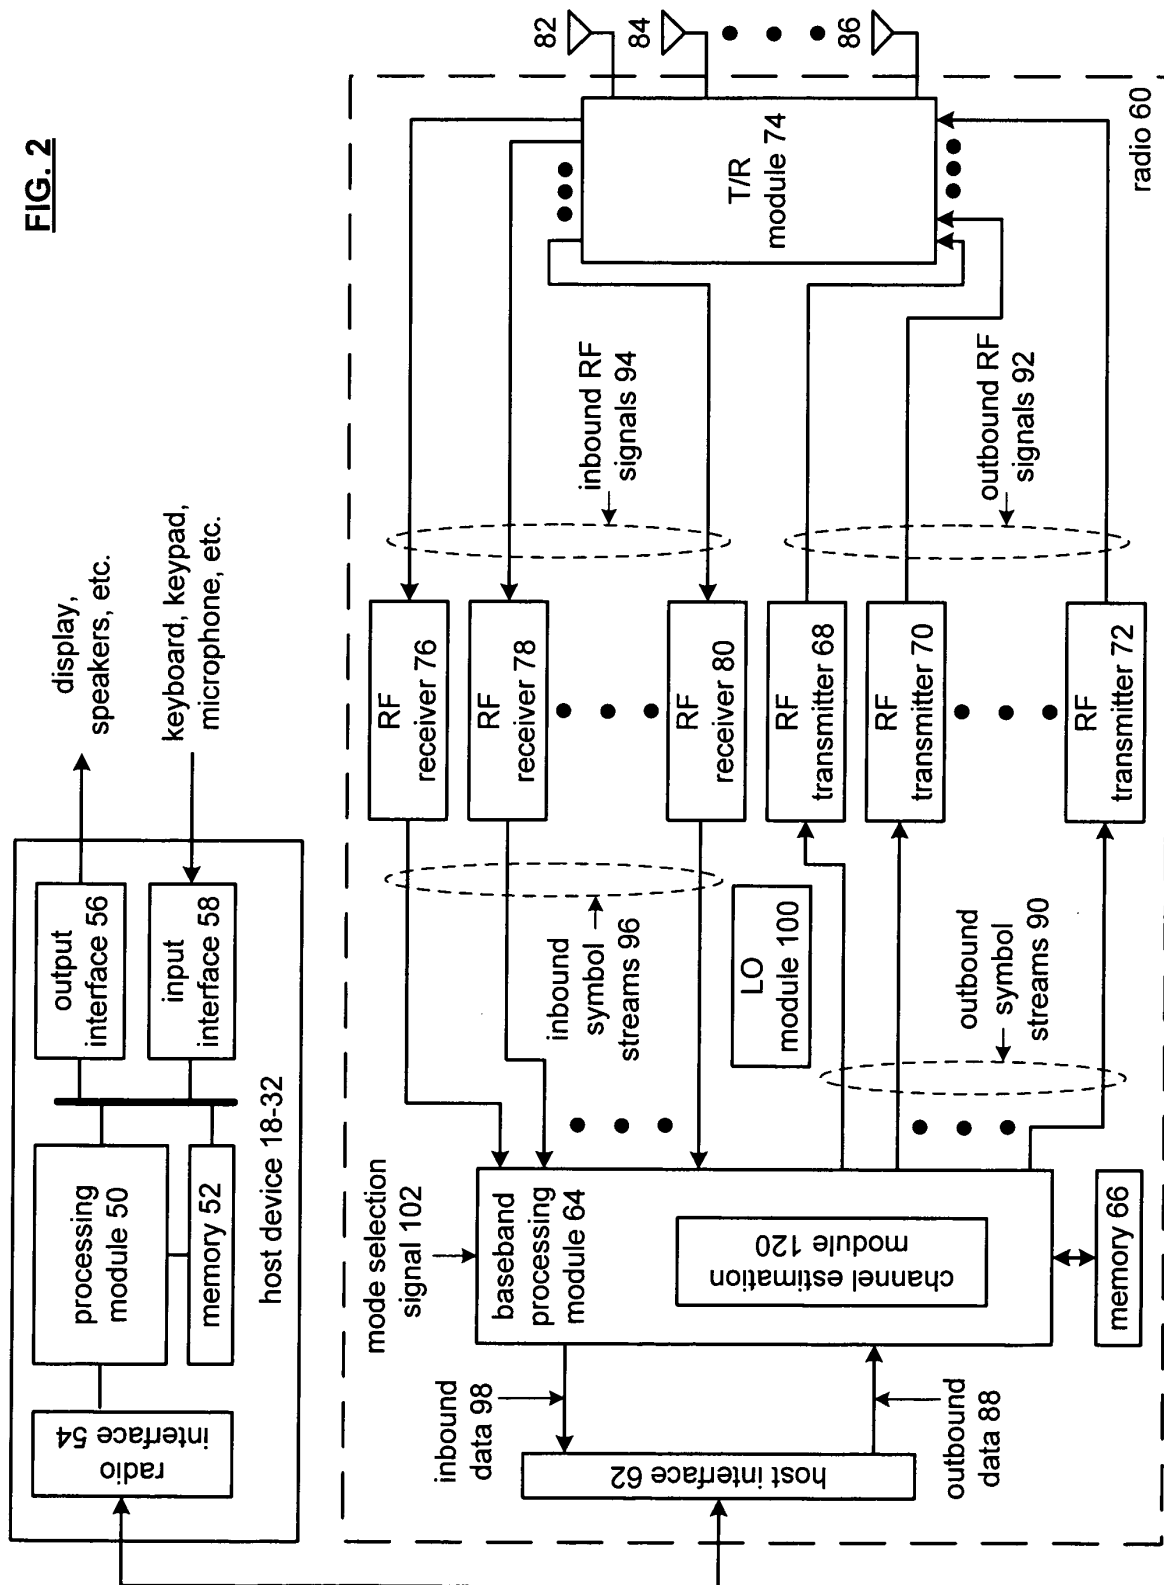 FIG. 2
display,
speakers, etc.
keyboard, keypad,
microphone, etc.
output
interface 56
input
interface 58
processing
module 50
memory 52
radio
interface 54
host device 18-32
82
84
86
T/R
module 74
radio 60
inbound RF
signals 94
outbound RF
signals 92
RF
receiver 76
RF
receiver 78
RF
receiver 80
RF
transmitter 68
RF
transmitter 70
RF
transmitter 72
inbound
symbol
streams 96
LO
module 100
outbound
symbol
streams 90
mode selection
signal 102
baseband
processing
module 64
channel estimation
module 120
memory 66
inbound
data 98
outbound
data 88
host interface 62